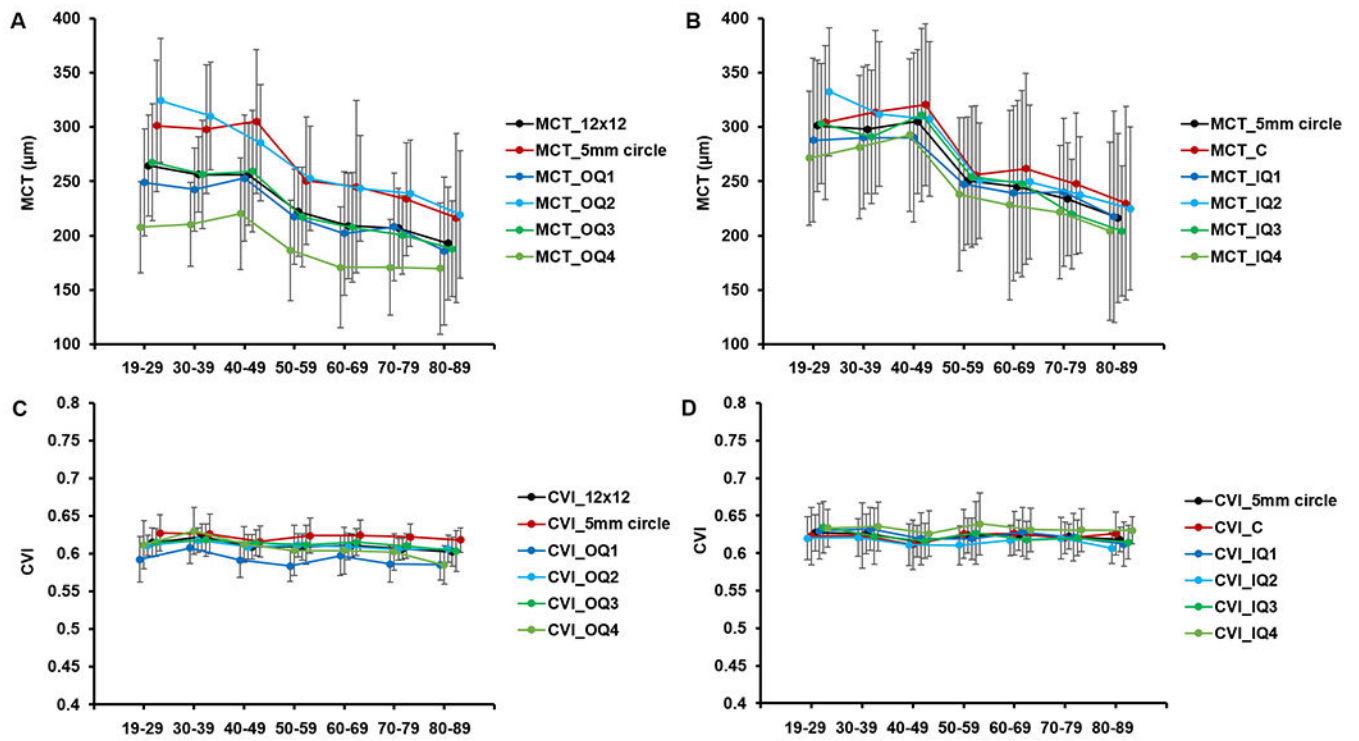 A
MCT (µm)
400
350
300
250
200
150
100
19-29 30-39 40-49 50-59 60-69 70-79 80-89
MCT_12x12
MCT_5mm circle
MCT_OQ1
MCT_OQ2
MCT_OQ3
MCT_OQ4
B
MCT (µm)
400
350
300
250
200
150
100
19-29 30-39 40-49 50-59 60-69 70-79 80-89
MCT_5mm circle
MCT_C
MCT_IQ1
MCT_IQ2
MCT_IQ3
MCT_IQ4
C
CVI
0.8
0.75
0.7
0.65
0.6
0.55
0.5
0.45
0.4
19-29 30-39 40-49 50-59 60-69 70-79 80-89
CVI_12x12
CVI_5mm circle
CVI_OQ1
CVI_OQ2
CVI_OQ3
CVI_OQ4
D
CVI
0.8
0.75
0.7
0.65
0.6
0.55
0.5
0.45
0.4
19-29 30-39 40-49 50-59 60-69 70-79 80-89
CVI_5mm circle
CVI_C
CVI_IQ1
CVI_IQ2
CVI_IQ3
CVI_IQ4